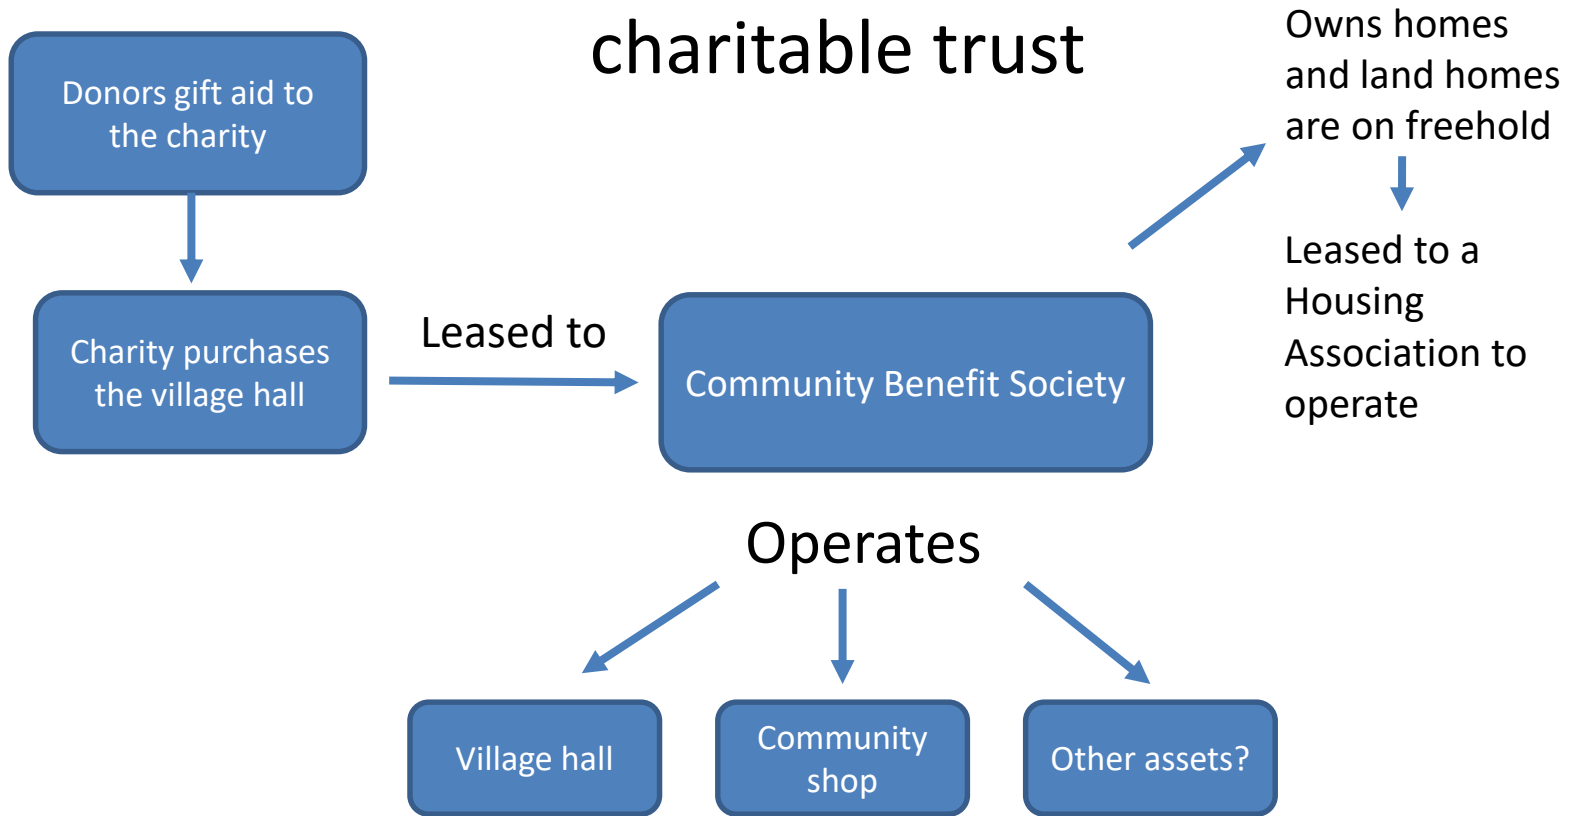 charitable trust
Donors gift aid to
the charity
Charity purchases
the village hall
Leased to
Community Benefit Society
Owns homes
and land homes
are on freehold
Leased to a
Housing
Association to
operate
Operates
Village hall
Community
shop
Other assets?